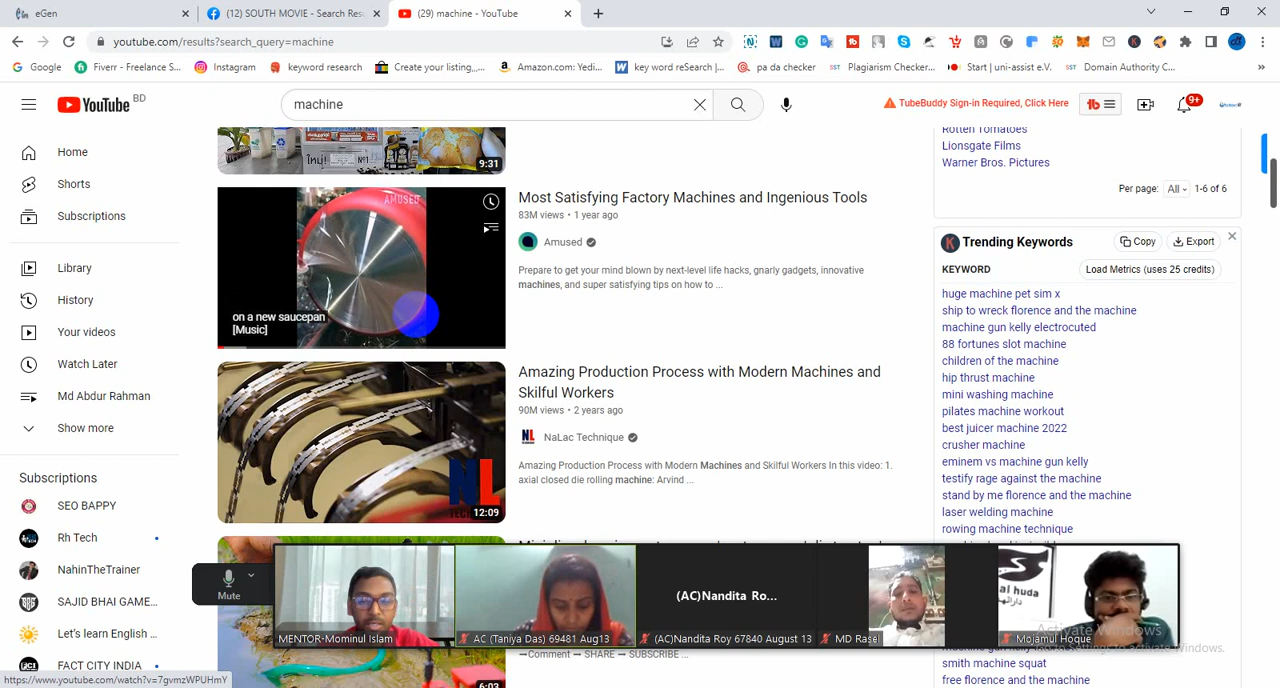 eGen
(12) SOUTH MOVIE - Search Res
(29) machine - YouTube
youtube.com/results?search_query=machine
Google
Fiverr - Freelance S...
Instagram
keyword research
Create your listing,,,...
Amazon.com: Yedi...
key word reSearch |...
pa da checker
Plagiarism Checker...
Start | uni-assist e.V.
Domain Authority C...
YouTube BD
machine
TubeBuddy Sign-in Required, Click Here
9+
Home
Shorts
Subscriptions
Library
History
Your videos
Watch Later
Md Abdur Rahman
Show more
Subscriptions
SEO BAPPY
Rh Tech
NahinTheTrainer
SAJID BHAI GAME...
Let's learn English ...
FACT CITY INDIA
https://www.youtube.com/watch?v=7gvmzWPUHmY
9:31
AMUSED
on a new saucepan
[Music]
Most Satisfying Factory Machines and Ingenious Tools
83M views • 1 year ago
Amused
Prepare to get your mind blown by next-level life hacks, gnarly gadgets, innovative
machines, and super satisfying tips on how to ...
NL
12:09
Amazing Production Process with Modern Machines and
Skilful Workers
90M views • 2 years ago
NaLac Technique
Amazing Production Process with Modern Machines and Skilful Workers In this video: 1.
axial closed die rolling machine: Arvind ...
Comment → SHARE → SUBSCRIBE ...
6:03
Mute
MENTOR-Mominul Islam
AC (Taniya Das) 69481 Aug13
(AC)Nandita Ro...
(AC)Nandita Roy 67840 August 13
MD Rasel
al huda
Mojamul Hoque
Rotten Tomatoes
Lionsgate Films
Warner Bros. Pictures
Per page: All 1-6 of 6
Trending Keywords
Copy
Export
KEYWORD
Load Metrics (uses 25 credits)
huge machine pet sim x
ship to wreck florence and the machine
machine gun kelly electrocuted
88 fortunes slot machine
children of the machine
hip thrust machine
mini washing machine
pilates machine workout
best juicer machine 2022
crusher machine
eminem vs machine gun kelly
testify rage against the machine
stand by me florence and the machine
laser welding machine
rowing machine technique
smith machine squat
free florence and the machine
Activate Windows